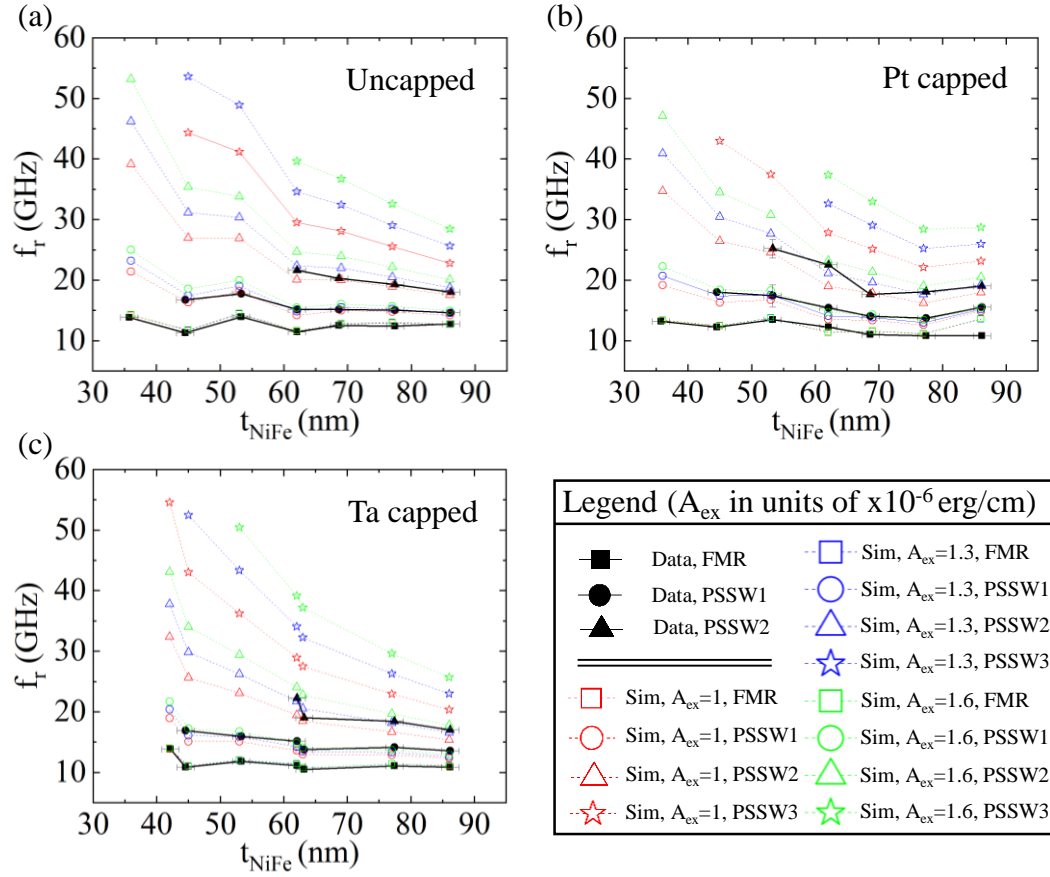 (a)
Uncapped
60
50
40
30
20
10
f_r (GHz)
30 40 50 60 70 80 90
t_NiFe (nm)
(b)
Pt capped
60
50
40
30
20
10
f_r (GHz)
30 40 50 60 70 80 90
t_NiFe (nm)
(c)
Ta capped
60
50
40
30
20
10
f_r (GHz)
30 40 50 60 70 80 90
t_NiFe (nm)
Legend (A_ex in units of x10^-6 erg/cm)
Data, FMR
Data, PSSW1
Data, PSSW2
Sim, A_ex=1, FMR
Sim, A_ex=1, PSSW1
Sim, A_ex=1, PSSW2
Sim, A_ex=1, PSSW3
Sim, A_ex=1.3, FMR
Sim, A_ex=1.3, PSSW1
Sim, A_ex=1.3, PSSW2
Sim, A_ex=1.3, PSSW3
Sim, A_ex=1.6, FMR
Sim, A_ex=1.6, PSSW1
Sim, A_ex=1.6, PSSW2
Sim, A_ex=1.6, PSSW3